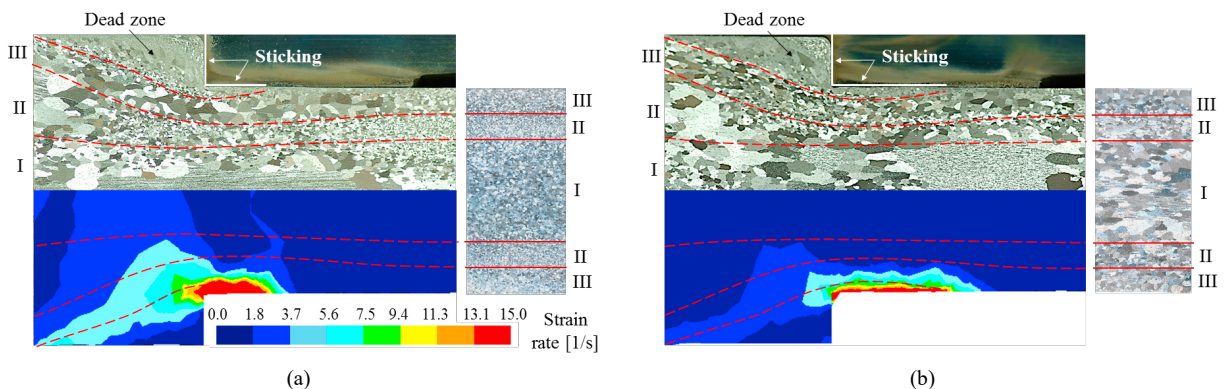 Dead zone
Sticking
III
II
I
III
II
I
II
III
0.0 1.8 3.7 5.6 7.5 9.4 11.3 13.1 15.0
Strain
rate [1/s]
(a)
Dead zone
Sticking
III
II
I
III
II
I
II
III
(b)